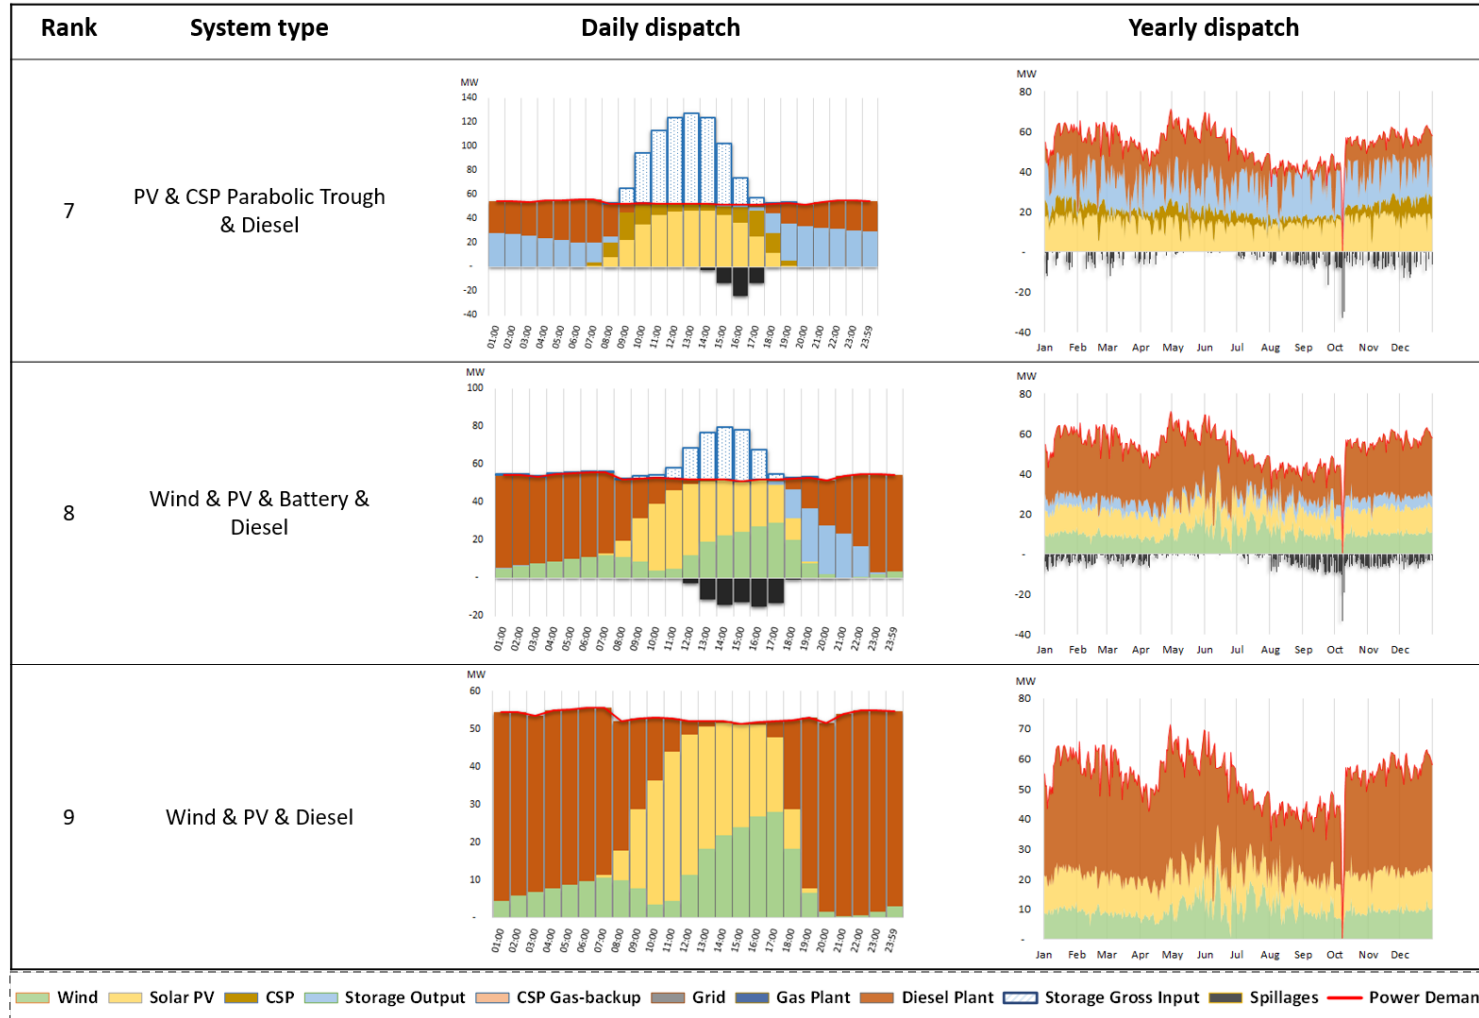 Rank System type Daily dispatch Yearly dispatch
7
PV & CSP Parabolic Trough
& Diesel
MW
140
120
100
80
60
40
20
-
-20
-40
01:00 02:00 03:00 04:00 05:00 06:00 07:00 08:00 09:00 10:00 11:00 12:00 13:00 14:00 15:00 16:00 17:00 18:00 19:00 20:00 21:00 22:00 23:00 23:59
MW
80
60
40
20
-
-20
-40
Jan Feb Mar Apr May Jun Jul Aug Sep Oct Nov Dec
8
Wind & PV & Battery &
Diesel
MW
100
80
60
40
20
-
-20
01:00 02:00 03:00 04:00 05:00 06:00 07:00 08:00 09:00 10:00 11:00 12:00 13:00 14:00 15:00 16:00 17:00 18:00 19:00 20:00 21:00 22:00 23:00 23:59
MW
80
60
40
20
-
-20
-40
Jan Feb Mar Apr May Jun Jul Aug Sep Oct Nov Dec
9
Wind & PV & Diesel
MW
60
50
40
30
20
10
-
01:00 02:00 03:00 04:00 05:00 06:00 07:00 08:00 09:00 10:00 11:00 12:00 13:00 14:00 15:00 16:00 17:00 18:00 19:00 20:00 21:00 22:00 23:00 23:59
MW
80
70
60
50
40
30
20
10
-
Jan Feb Mar Apr May Jun Jul Aug Sep Oct Nov Dec
Wind Solar PV CSP Storage Output CSP Gas-backup Grid Gas Plant Diesel Plant Storage Gross Input Spillages Power Deman